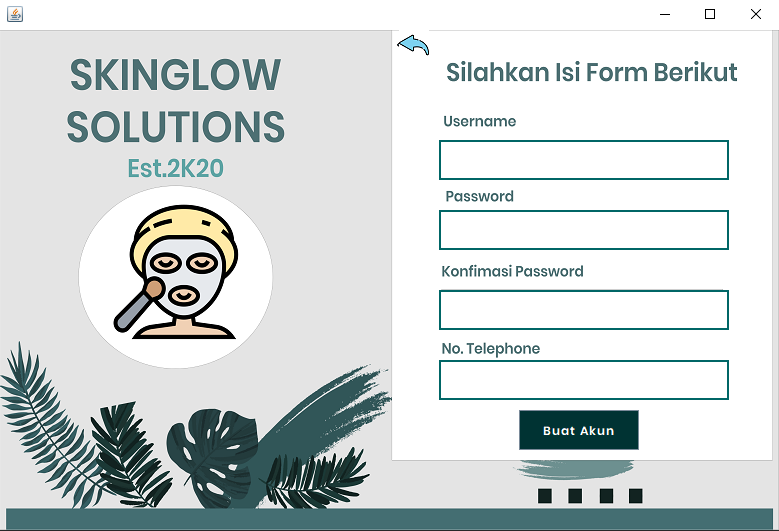 SKINGLOW
SOLUTIONS
Est.2K20
Silahkan Isi Form Berikut
Username
Password
Konfimasi Password
No. Telephone
Buat Akun